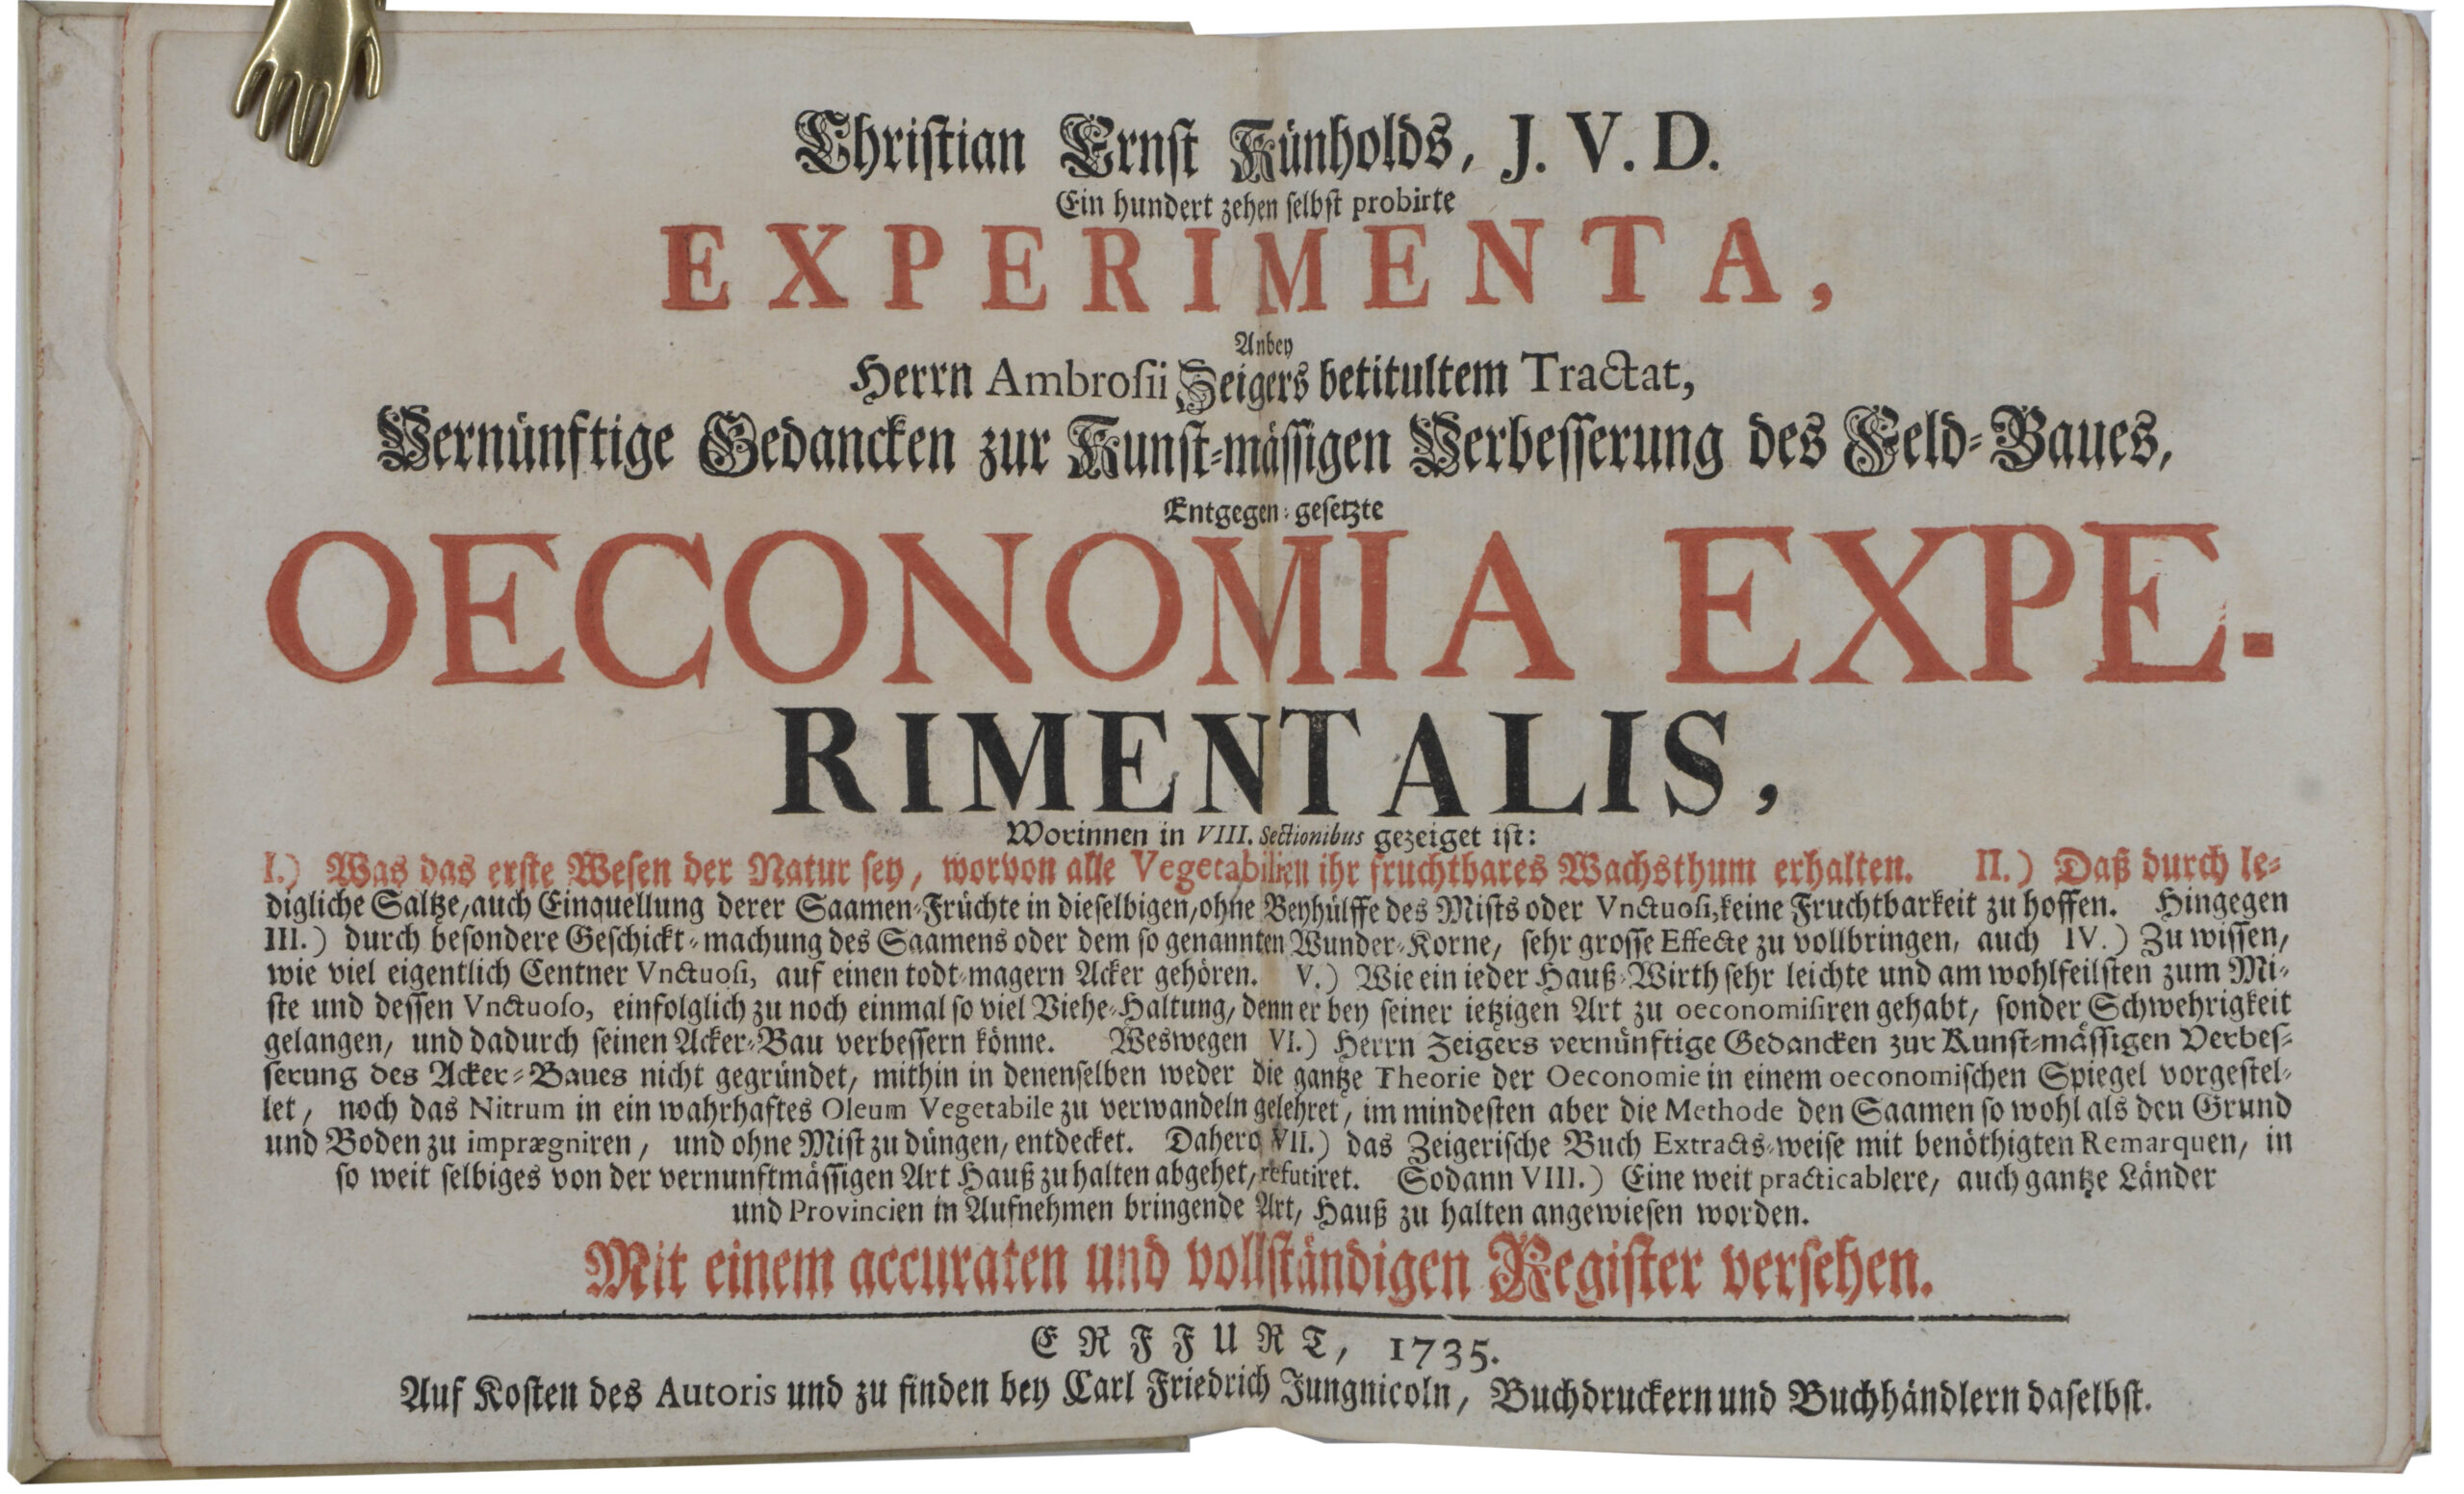 Christian Ernst Künholds, J. V. D.
Ein hundert zehen selbst probirte
EXPERIMENTA,
Anbey
Herrn Ambrosii Zeigers betitultem Tractat,
Vernünftige Gedancken zur Kunst-mässigen Verbesserung des Feld-Baues,
Entgegen-gesetzte
OECONOMIA EXPE-
RIMENTALIS,
Worinnen in VIII. Sectionibus gezeiget ist:
I.) Was das erste Wesen der Natur sey, worvon alle Vegetabilien ihr fruchtbares Wachsthum erhalten. II.) Daß durch le-
digliche Saltze, auch Einquellung derer Saamen-Früchte in dieselbigen, ohne Beyhülffe des Mists oder Vnctuosi, keine Fruchtbarkeit zu hoffen. Hingegen
III.) durch besondere Geschickt-machung des Saamens oder dem so genannten Wunder-Korne, sehr grosse Effecte zu vollbringen, auch IV.) Zu wissen,
wie viel eigentlich Centner Vnctuosi, auf einen todt-magern Acker gehören. V.) Wie ein ieder Hauß-Wirth sehr leichte und am wohlfeilsten zum Mi-
ste und dessen Vnctuoso, einfolglich zu noch einmal so viel Viehe-Haltung, denn er bey seiner ietzigen Art zu oeconomisiren gehabt, sonder Schwehrigkeit
gelangen, und dadurch seinen Acker-Bau verbessern könne. Weswegen VI.) Herrn Zeigers vernünftige Gedancken zur Kunst-mässigen Verbes-
serung des Acker-Baues nicht gegründet, mithin in denenselben weder die gantze Theorie der Oeconomie in einem oeconomischen Spiegel vorgestel-
let, noch das Nitrum in ein wahrhaftes Oleum Vegetabile zu verwandeln gelehret, im mindesten aber die Methode den Saamen so wohl als den Grund
und Boden zu imprægniren, und ohne Mist zu düngen, entdecket. Dahero VII.) das Zeigerische Buch Extracts-weise mit benöthigten Remarquen, in
so weit selbiges von der vernunftmässigen Art Hauß zu halten abgehet, refutiret. Sodann VIII.) Eine weit practicablere, auch gantze Länder
und Provincien in Aufnehmen bringende Art, Hauß zu halten angewiesen worden.
Mit einem accuraten und vollständigen Register versehen.
ERFFURT, 1735.
Auf Kosten des Autoris und zu finden bey Carl Friedrich Jungnicoln, Buchdruckern und Buchhändlern daselbst.